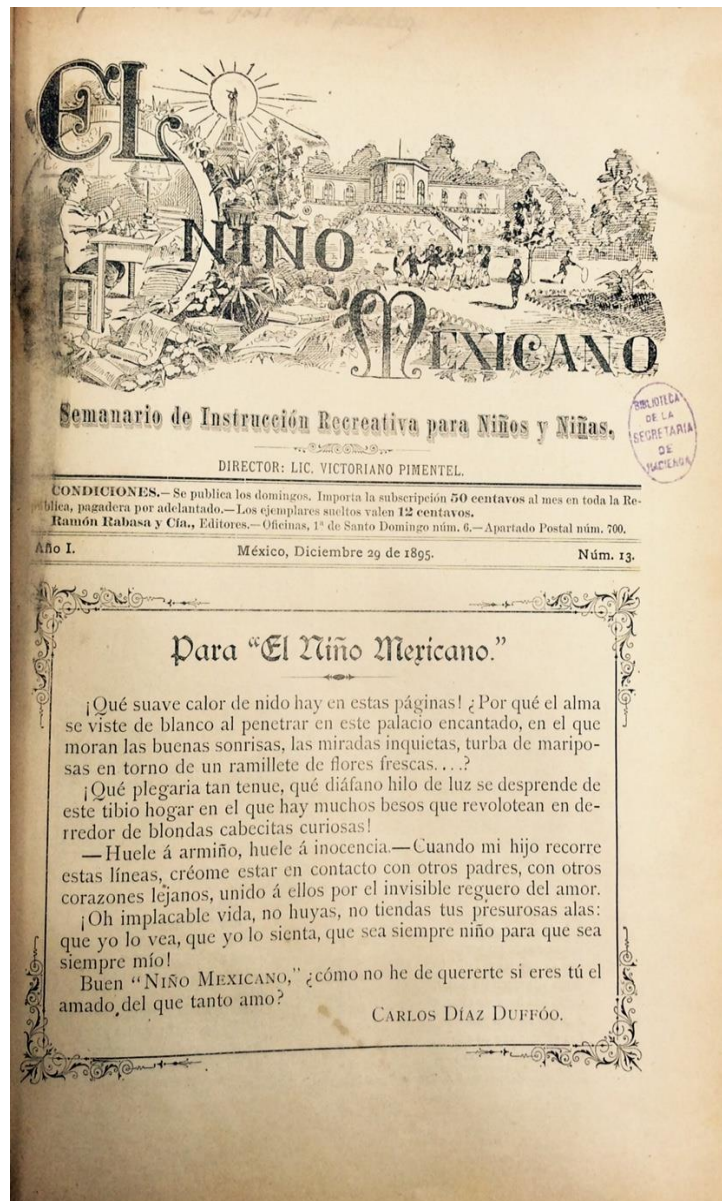 EL
NIÑO
MEXICANO
Semanario de Instrucción Recreativa para Niños y Niñas.
DIRECTOR: LIC. VICTORIANO PIMENTEL.
BIBLIOTECA
DE LA
SECRETARIA
DE
HACIENDA
CONDICIONES.—Se publica los domingos. Importa la subscripción 50 centavos al mes en toda la Re-
pública, pagadera por adelantado.—Los ejemplares sueltos valen 12 centavos.
Ramón Rabasa y Cía., Editores.—Oficinas, 1ª de Santo Domingo núm. 6.—Apartado Postal núm. 700.
Año I. México, Diciembre 29 de 1895. Núm. 13.
Para “El Niño Mexicano.”
¡Qué suave calor de nido hay en estas páginas! ¿Por qué el alma
se viste de blanco al penetrar en este palacio encantado, en el que
moran las buenas sonrisas, las miradas inquietas, turba de maripo-
sas en torno de un ramillete de flores frescas....?
¡Qué plegaria tan tenue, qué diáfano hilo de luz se desprende de
este tibio hogar en el que hay muchos besos que revolotean en de-
rredor de blondas cabecitas curiosas!
—Huele á armiño, huele á inocencia.—Cuando mi hijo recorre
estas líneas, créome estar en contacto con otros padres, con otros
corazones lejanos, unido á ellos por el invisible reguero del amor.
¡Oh implacable vida, no huyas, no tiendas tus presurosas alas:
que yo lo vea, que yo lo sienta, que sea siempre niño para que sea
siempre mío!
Buen “NIÑO MEXICANO,” ¿cómo no he de quererte si eres tú el
amado del que tanto amo?
CARLOS DÍAZ DUFFÓO.